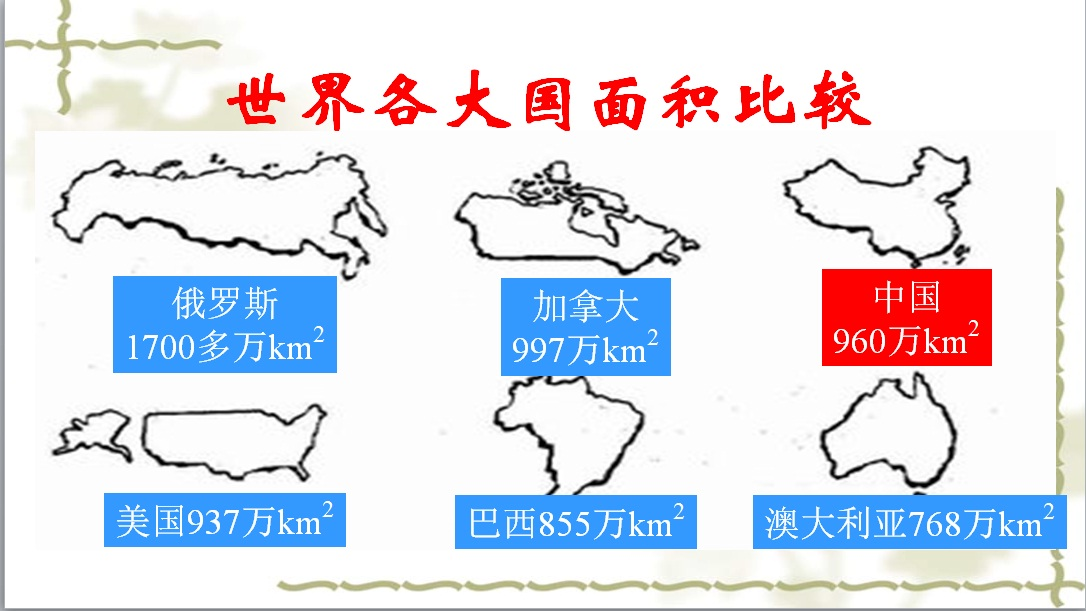 世界各大国面积比较
俄罗斯
1700多万km²
加拿大
997万km²
中国
960万km²
美国937万km²
巴西855万km²
澳大利亚768万km²